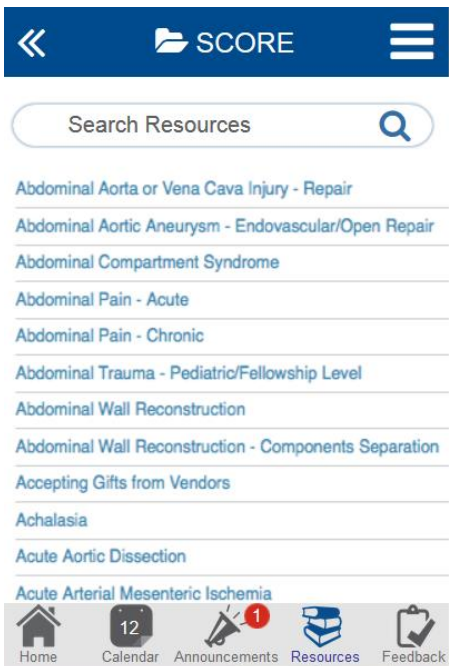 SCORE
Search Resources
Abdominal Aorta or Vena Cava Injury - Repair
Abdominal Aortic Aneurysm - Endovascular/Open Repair
Abdominal Compartment Syndrome
Abdominal Pain - Acute
Abdominal Pain - Chronic
Abdominal Trauma - Pediatric/Fellowship Level
Abdominal Wall Reconstruction
Abdominal Wall Reconstruction - Components Separation
Accepting Gifts from Vendors
Achalasia
Acute Aortic Dissection
Acute Arterial Mesenteric Ischemia
12 1
Home Calendar Announcements Resources Feedback